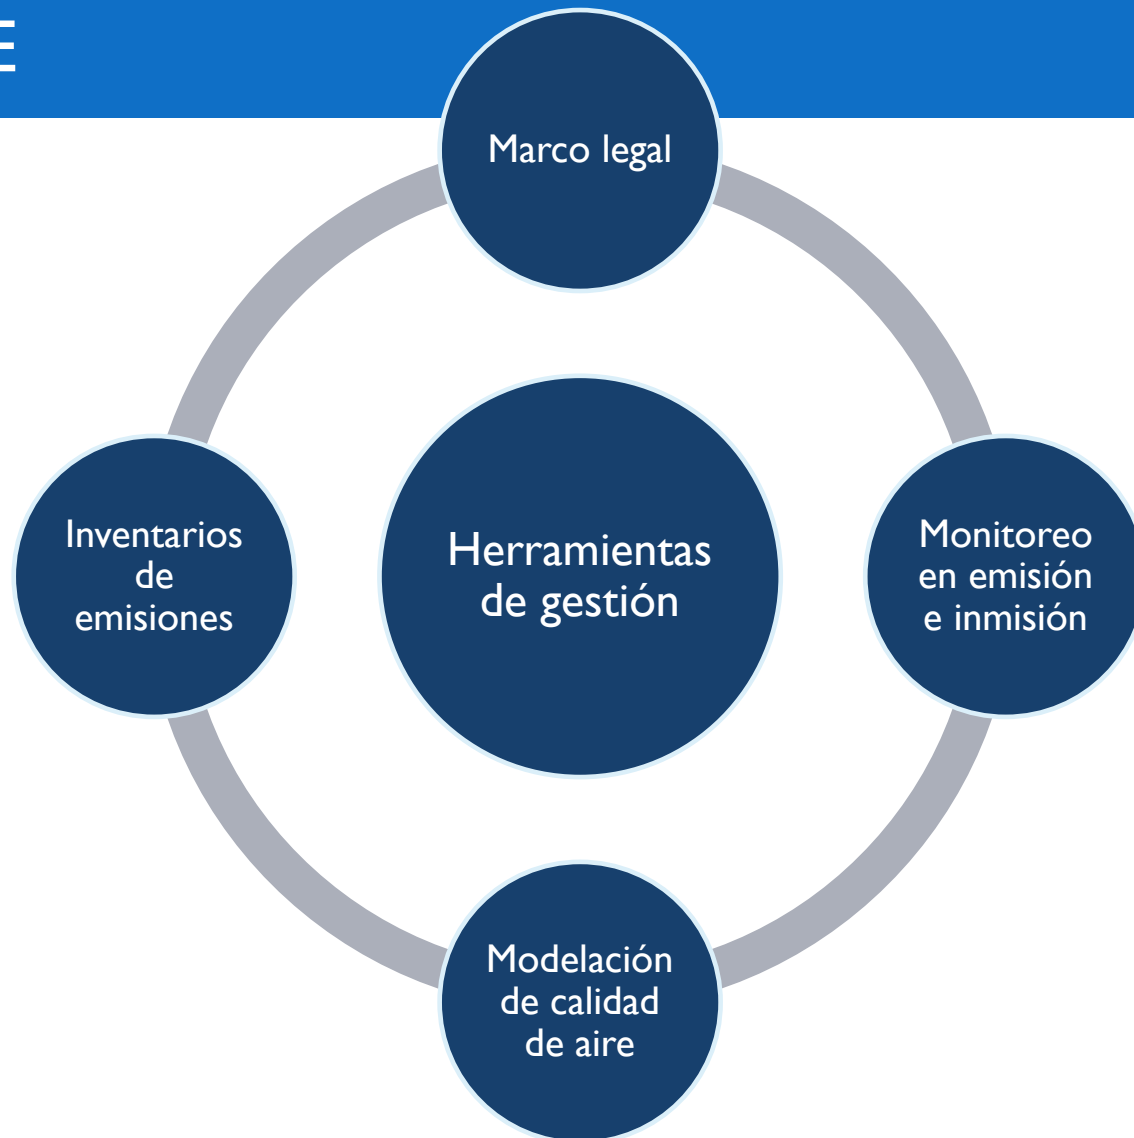 E
Marco legal
Inventarios
de
emisiones
Herramientas
de gestión
Monitoreo
en emisión
e inmisión
Modelación
de calidad
de aire